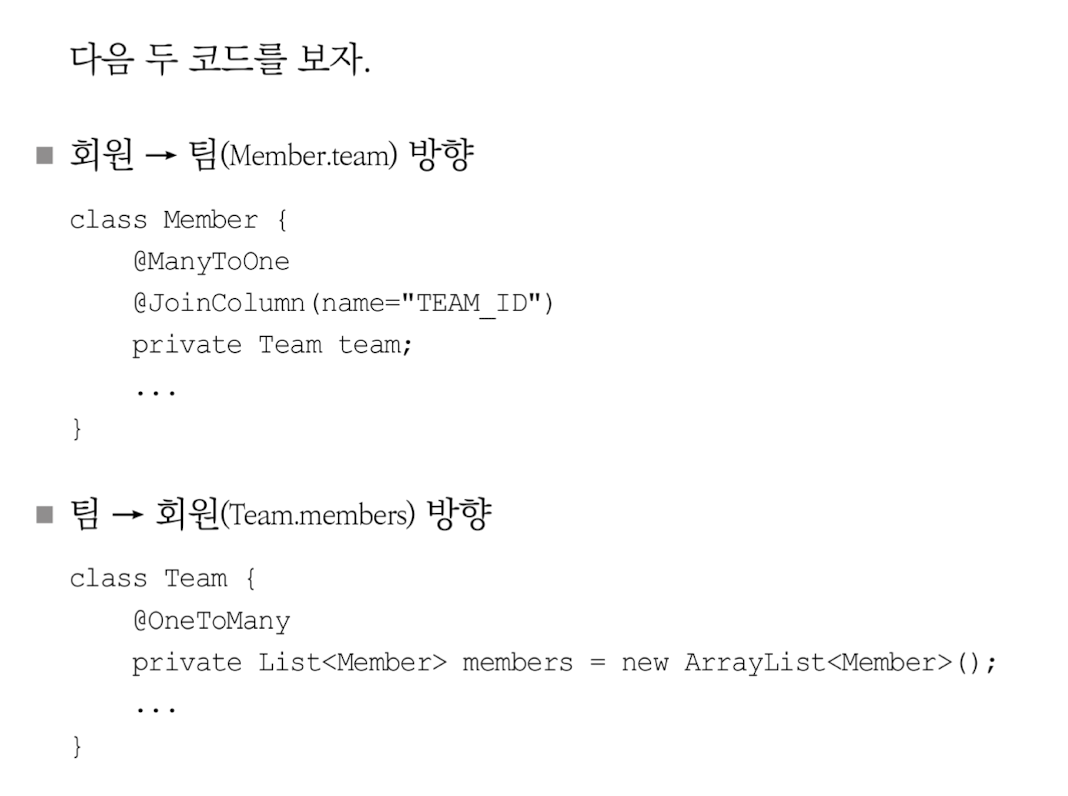 다음 두 코드를 보자.
■ 회원 → 팀(Member.team) 방향
class Member {
    @ManyToOne
    @JoinColumn(name="TEAM_ID")
    private Team team;
    ...
}
■ 팀 → 회원(Team.members) 방향
class Team {
    @OneToMany
    private List<Member> members = new ArrayList<Member>();
    ...
}